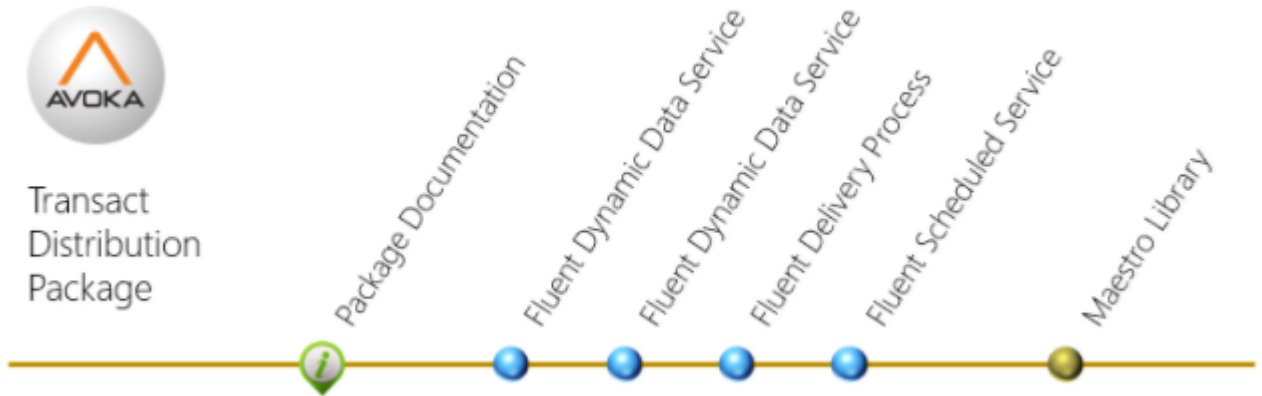 AVOKA
Transact
Distribution
Package
Package Documentation
Fluent Dynamic Data Service
Fluent Dynamic Data Service
Fluent Delivery Process
Fluent Scheduled Service
Maestro Library
i